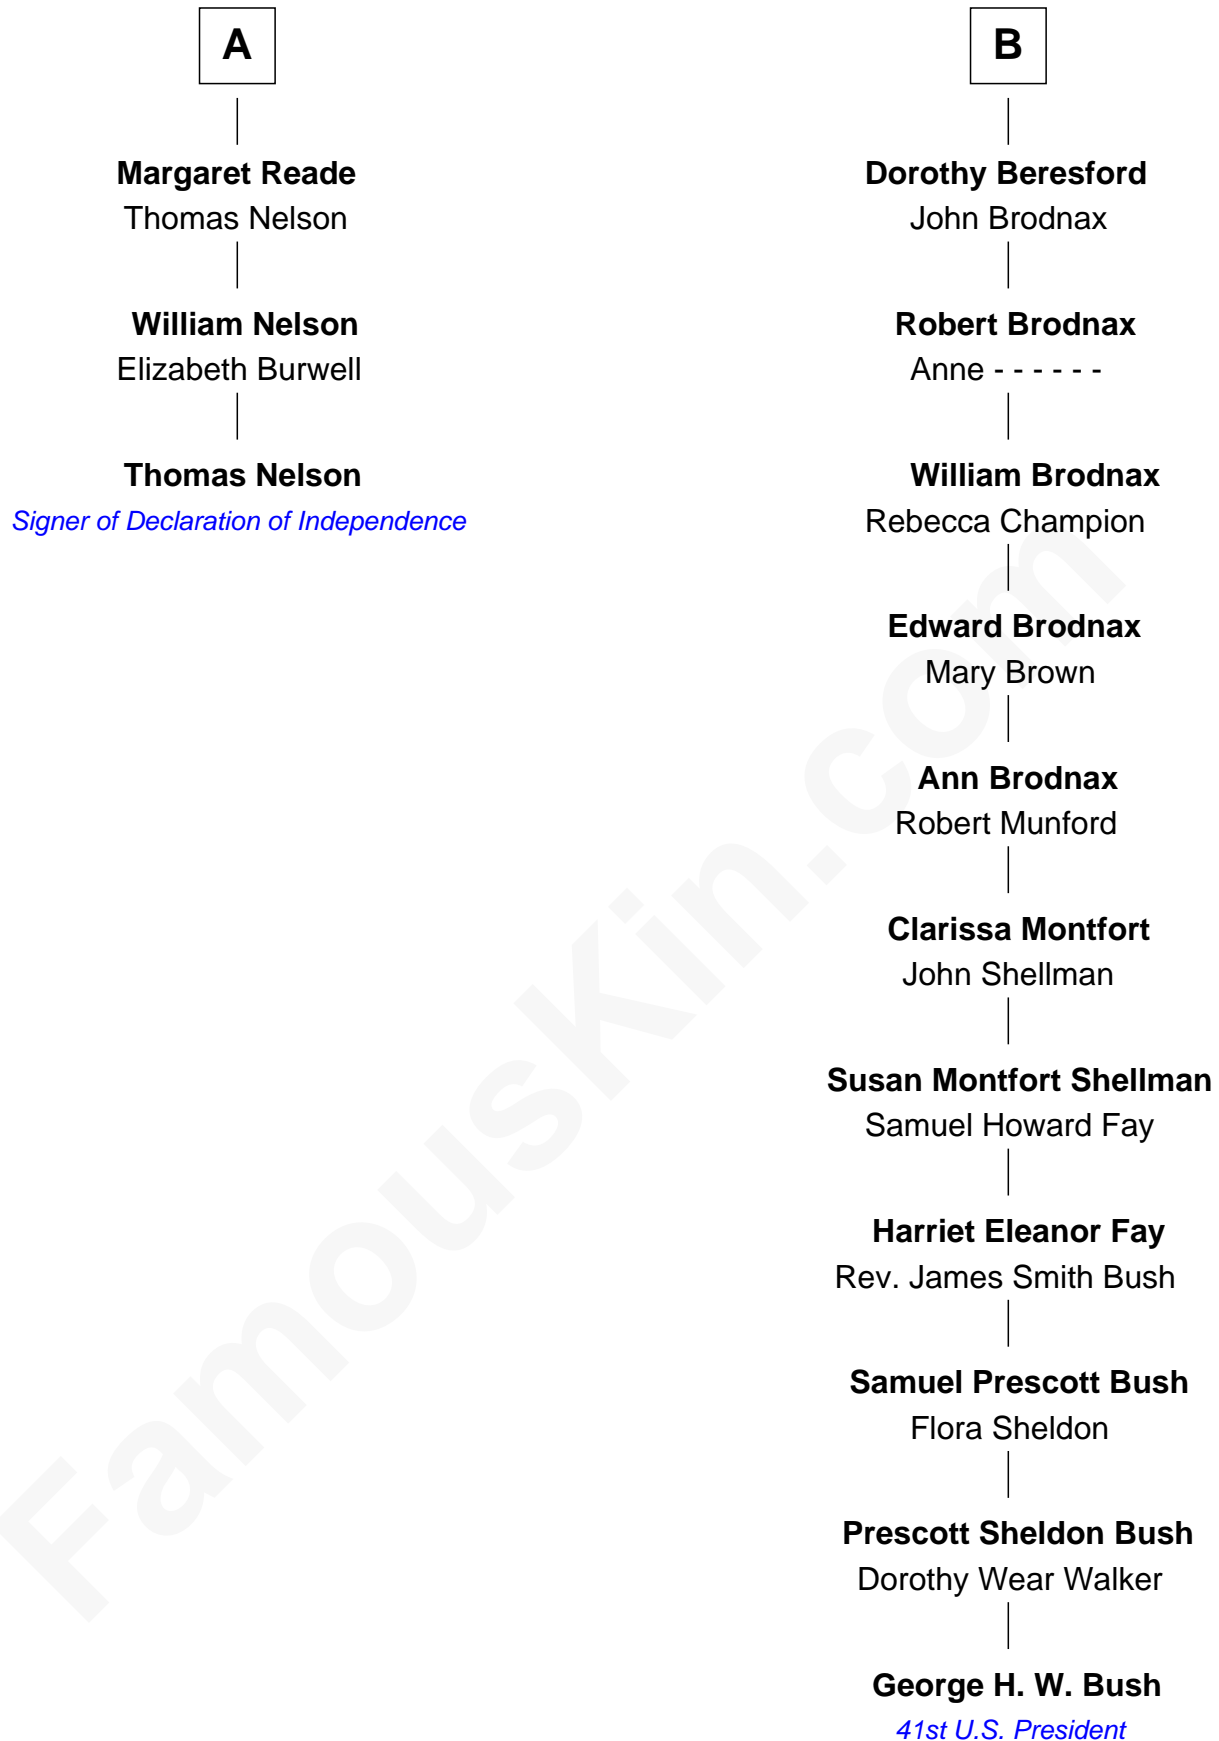 A
Margaret Reade
Thomas Nelson
William Nelson
Elizabeth Burwell
Thomas Nelson
Signer of Declaration of Independence
B
Dorothy Beresford
John Brodnax
Robert Brodnax
Anne - - - - - -
William Brodnax
Rebecca Champion
Edward Brodnax
Mary Brown
Ann Brodnax
Robert Munford
Clarissa Montfort
John Shellman
Susan Montfort Shellman
Samuel Howard Fay
Harriet Eleanor Fay
Rev. James Smith Bush
Samuel Prescott Bush
Flora Sheldon
Prescott Sheldon Bush
Dorothy Wear Walker
George H. W. Bush
41st U.S. President
FamousKin.com